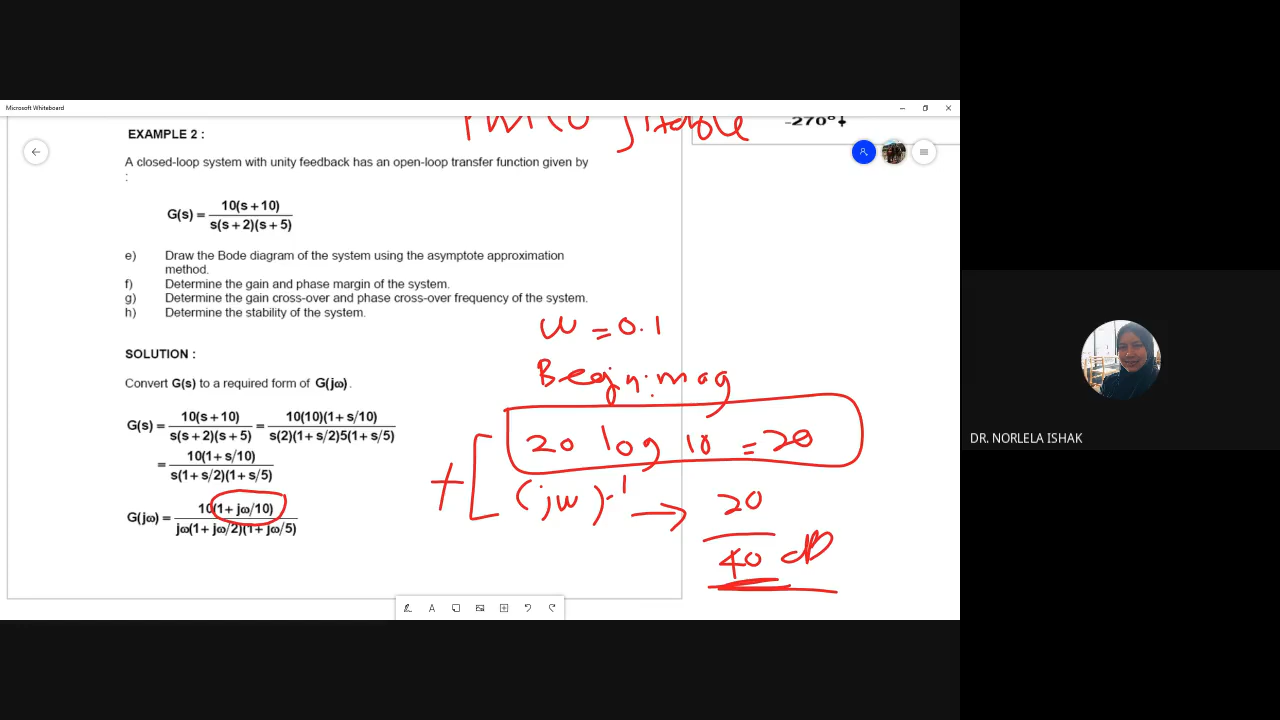 Microsoft Whiteboard
-270°
EXAMPLE 2 :
A closed-loop system with unity feedback has an open-loop transfer function given by
:
G(s) = 10(s + 10) / s(s + 2)(s + 5)
e) Draw the Bode diagram of the system using the asymptote approximation
method.
f) Determine the gain and phase margin of the system.
g) Determine the gain cross-over and phase cross-over frequency of the system.
h) Determine the stability of the system.
w = 0.1
SOLUTION :
Begin. mag
Convert G(s) to a required form of G(jω).
G(s) = 10(s + 10) / s(s + 2)(s + 5) = 10(10)(1 + s/10) / s(2)(1 + s/2)5(1 + s/5)
20 log 10 = 20
= 10(1 + s/10) / s(1 + s/2)(1 + s/5)
+ [ (jw)-1 → 20
G(jω) = 10(1 + jω/10) / jω(1 + jω/2)(1 + jω/5)
40 dB
DR. NORLELA ISHAK